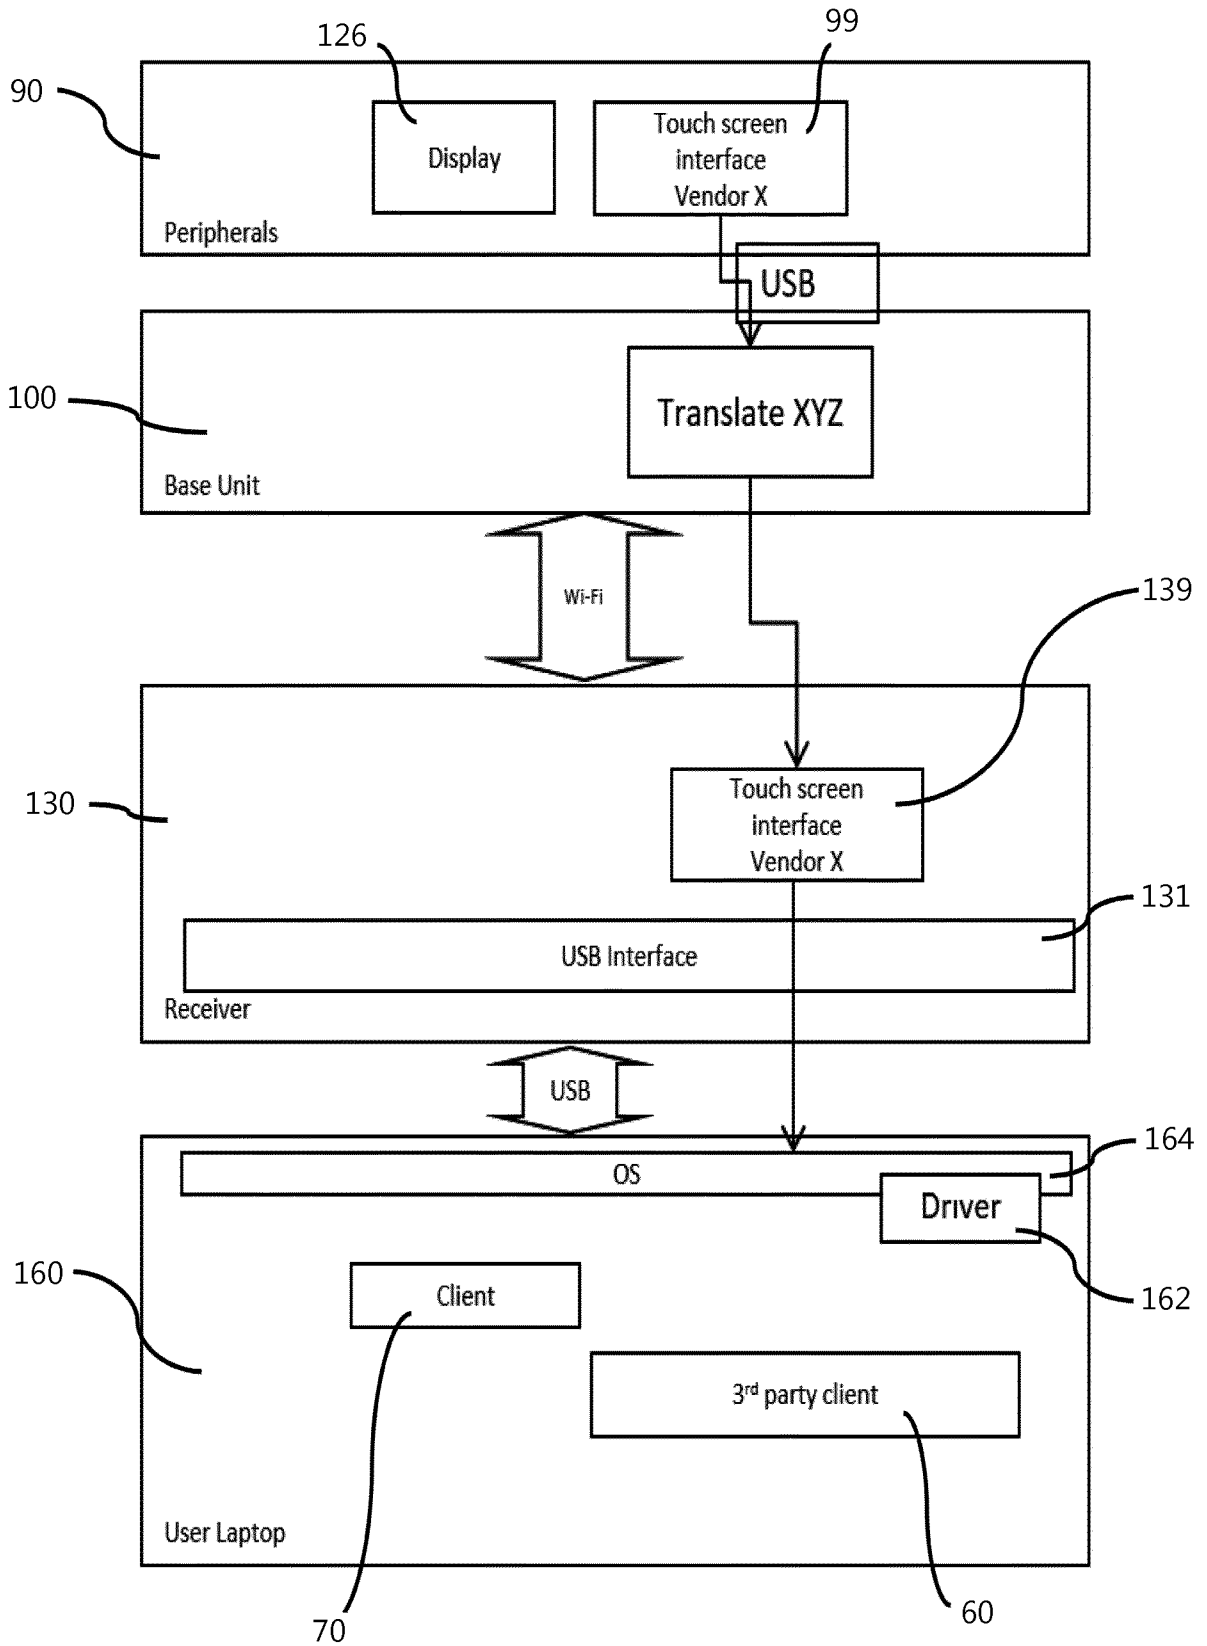 126
99
90
Display
Touch screen
interface
Vendor X
Peripherals
USB
100
Translate XYZ
Base Unit
Wi-Fi
139
130
Touch screen
interface
Vendor X
131
USB Interface
Receiver
USB
164
OS
Driver
160
162
Client
3rd party client
User Laptop
70
60